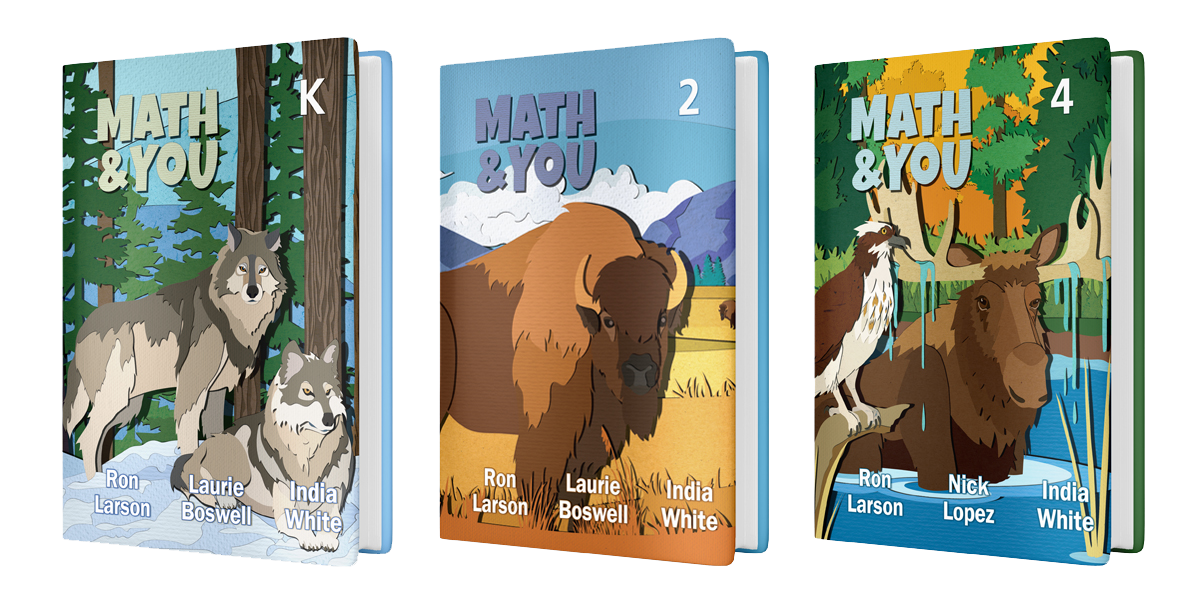 MATH
&YOU
K
Ron
Larson
Laurie
Boswell
India
White
MATH
&YOU
2
Ron
Larson
Laurie
Boswell
India
White
MATH
&YOU
4
Ron
Larson
Nick
Lopez
India
White